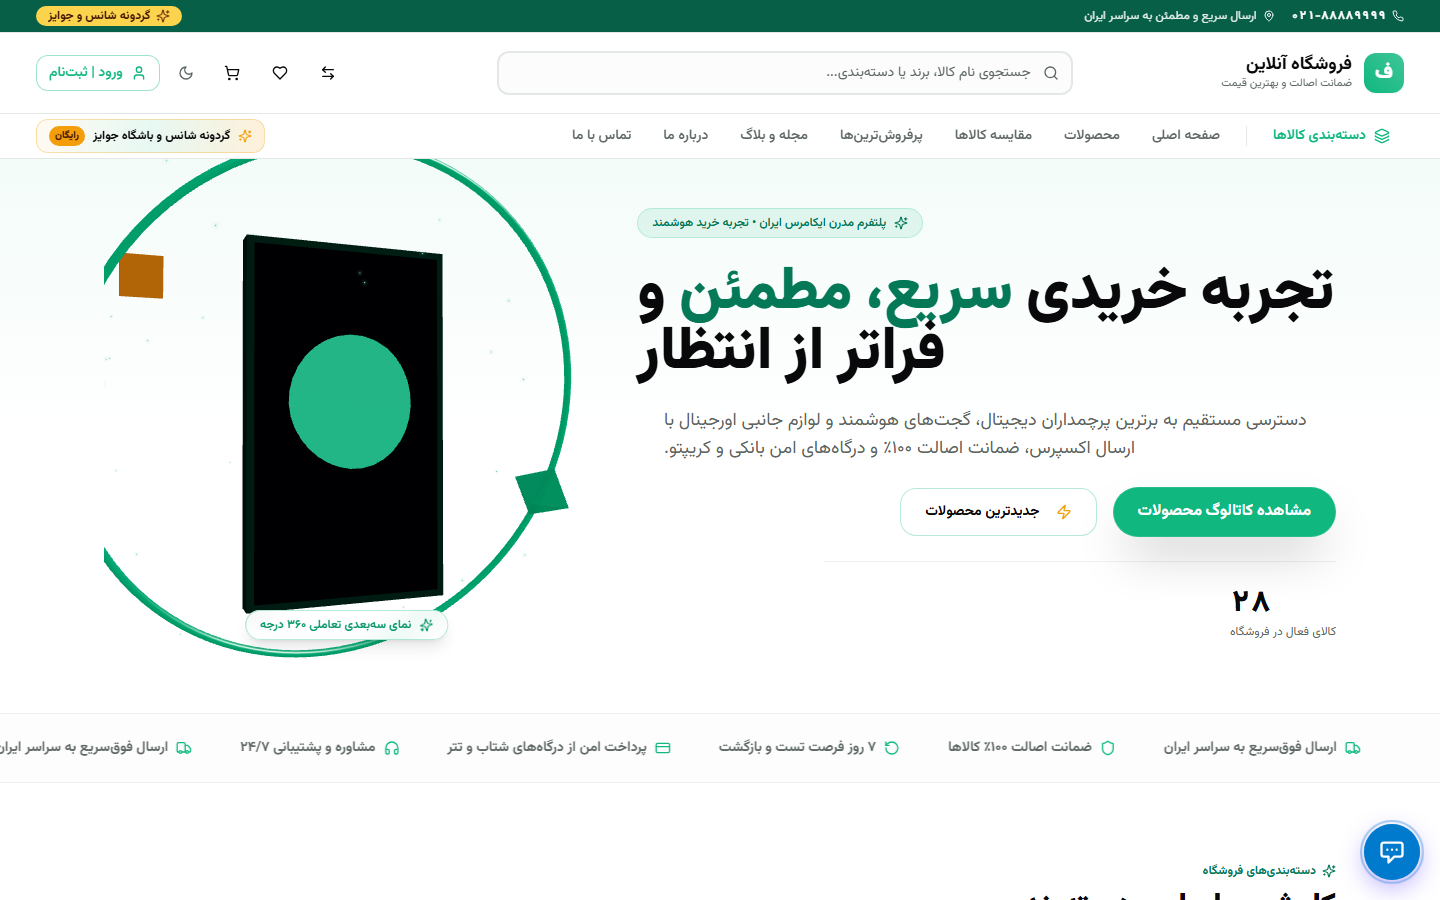 ۰۲۱-۸۸۸۸۹۹۹۹
ارسال سریع و مطمئن به سراسر ایران
گردونه شانس و جوایز
ف
فروشگاه آنلاین
ضمانت اصالت و بهترین قیمت
جستجوی نام کالا، برند یا دسته‌بندی...
ورود | ثبت‌نام
دسته‌بندی کالاها
صفحه اصلی
محصولات
مقایسه کالاها
پرفروش‌ترین‌ها
مجله و بلاگ
درباره ما
تماس با ما
گردونه شانس و باشگاه جوایز
رایگان
پلتفرم مدرن ایکامرس ایران • تجربه خرید هوشمند
تجربه خریدی سریع، مطمئن و
فراتر از انتظار
دسترسی مستقیم به برترین پرچمداران دیجیتال، گجت‌های هوشمند و لوازم جانبی اورجینال با
ارسال اکسپرس، ضمانت اصالت ۱۰۰٪ و درگاه‌های امن بانکی و کریپتو.
مشاهده کاتالوگ محصولات
جدیدترین محصولات
۲۸
کالای فعال در فروشگاه
نمای سه‌بعدی تعاملی ۳۶۰ درجه
ارسال فوق‌سریع به سراسر ایران
ضمانت اصالت ۱۰۰٪ کالاها
۷ روز فرصت تست و بازگشت
پرداخت امن از درگاه‌های شتاب و تتر
مشاوره و پشتیبانی ۲۴/۷
ارسال فوق‌سریع به سراسر ایران
دسته‌بندی‌های فروشگاه